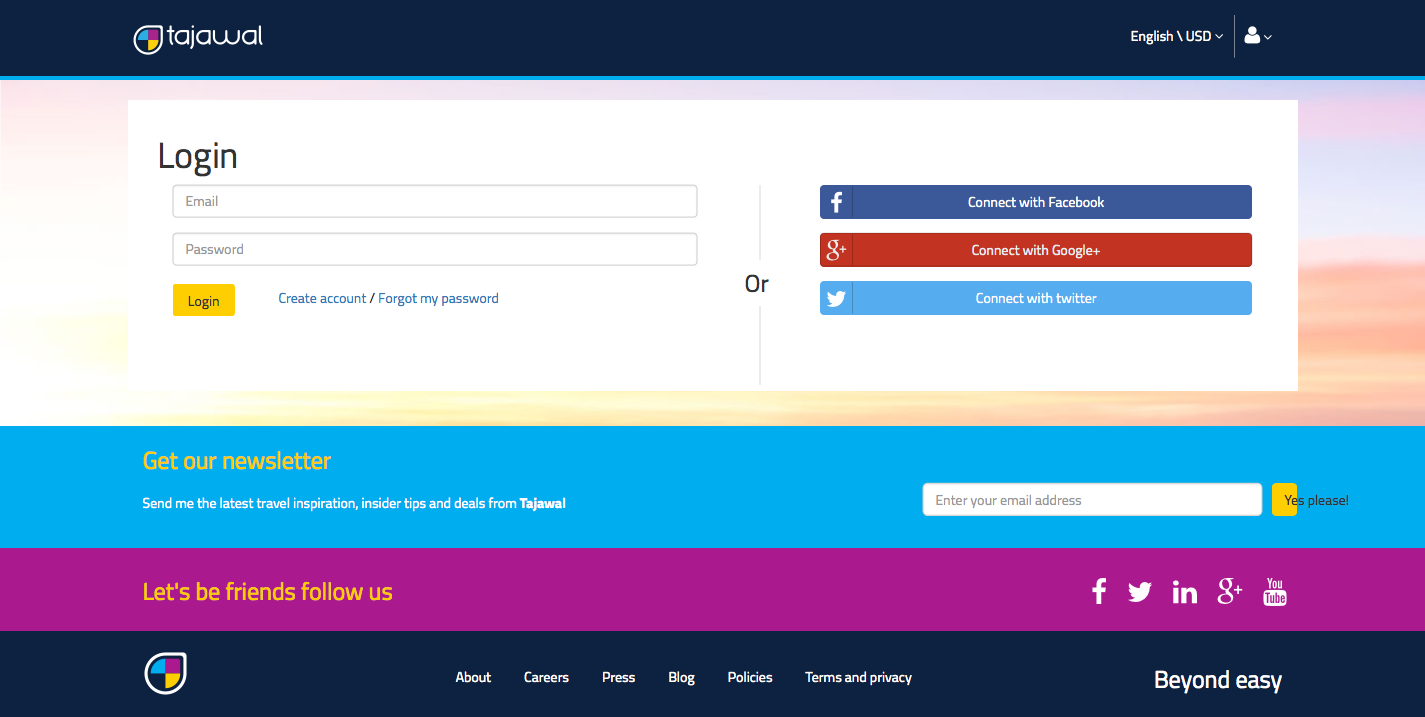 tajawal
English \ USD
Login
Email
Password
Login
Create account / Forgot my password
Or
f
Connect with Facebook
g+
Connect with Google+
Connect with twitter
Get our newsletter
Send me the latest travel inspiration, insider tips and deals from Tajawal
Enter your email address
Yes please!
Let's be friends follow us
f
in
g+
You
Tube
About
Careers
Press
Blog
Policies
Terms and privacy
Beyond easy